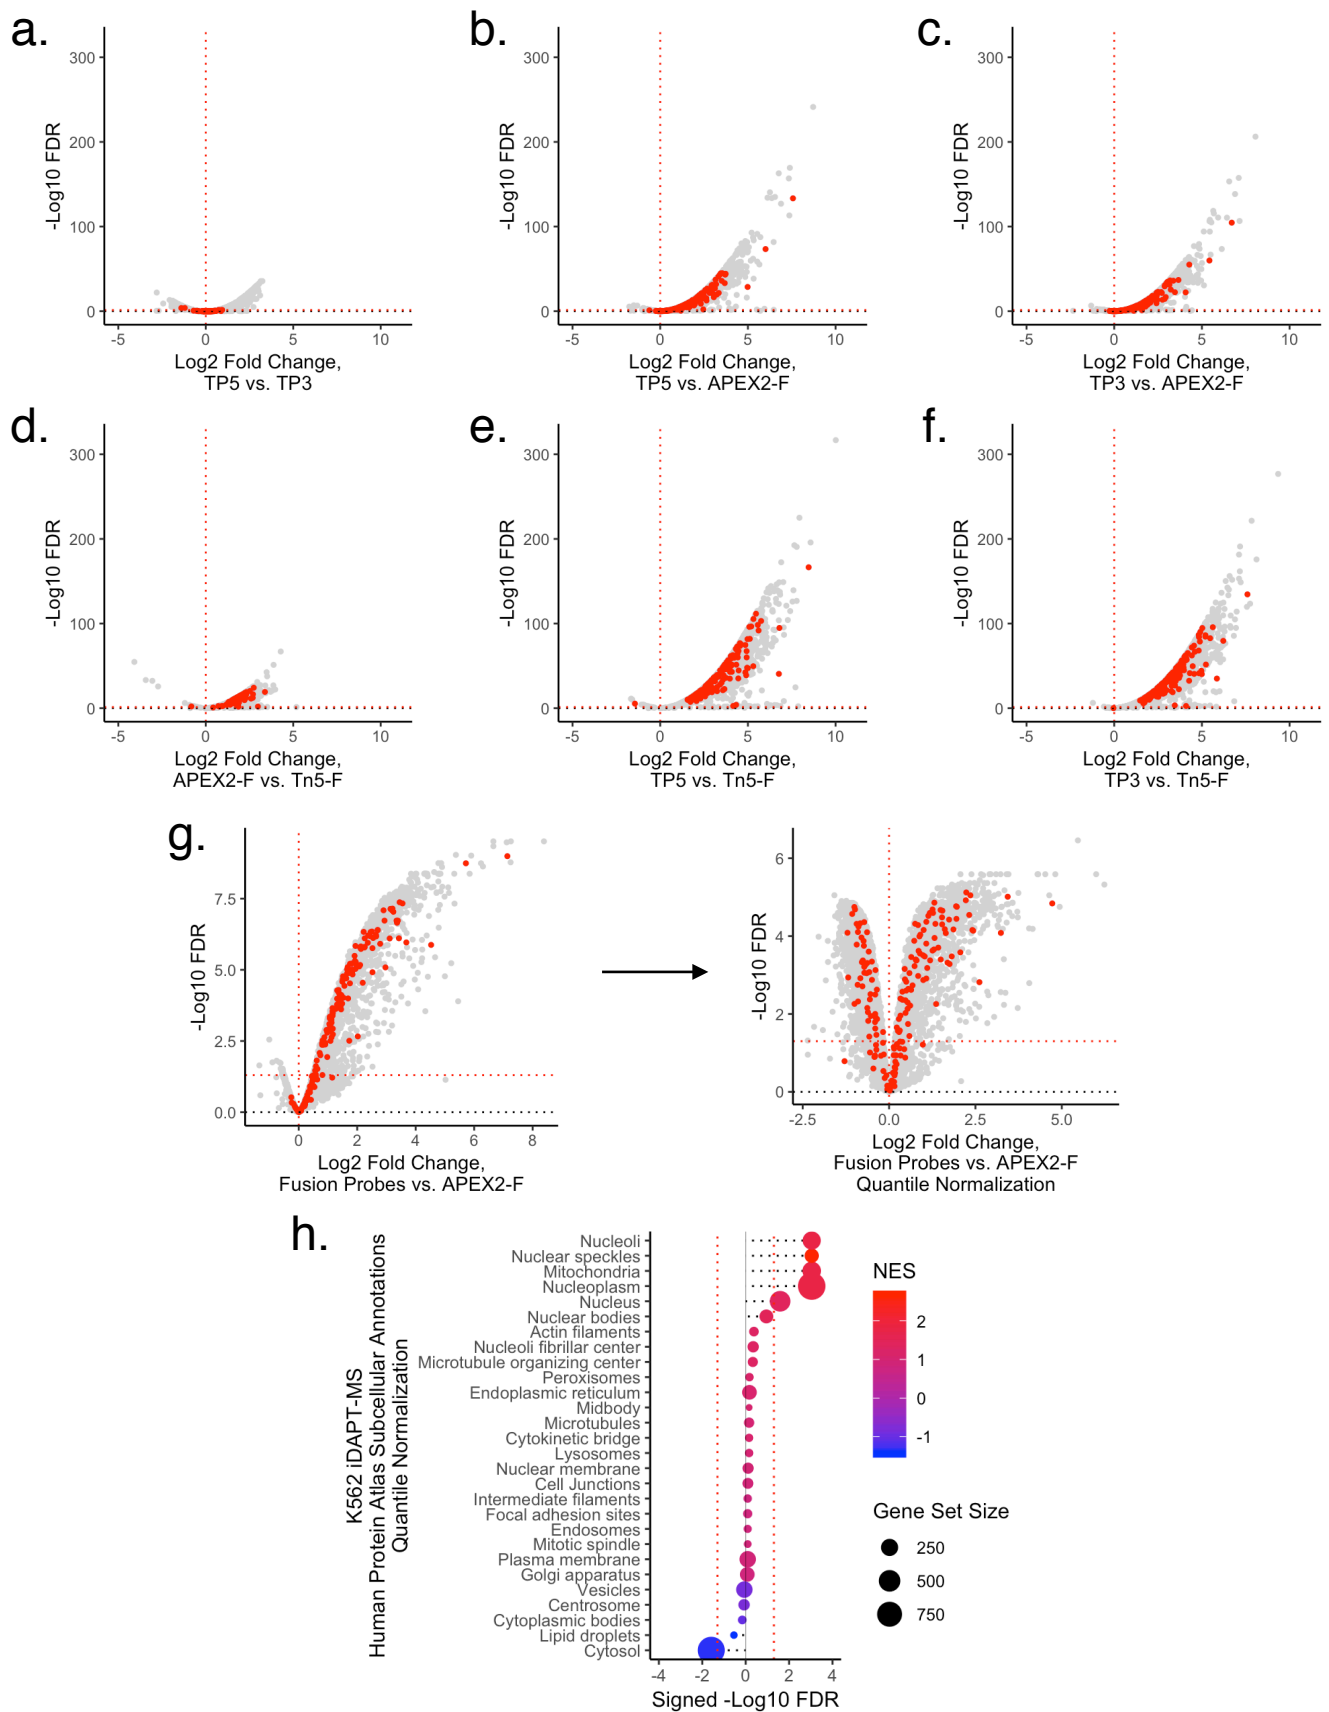 a.
300
200
100
0
-Log10 FDR
-5
0
5
10
Log2 Fold Change,
TP5 vs. TP3
b.
300
200
100
0
-Log10 FDR
-5
0
5
10
Log2 Fold Change,
TP5 vs. APEX2-F
c.
300
200
100
0
-Log10 FDR
-5
0
5
10
Log2 Fold Change,
TP3 vs. APEX2-F
d.
300
200
100
0
-Log10 FDR
-5
0
5
10
Log2 Fold Change,
APEX2-F vs. Tn5-F
e.
300
200
100
0
-Log10 FDR
-5
0
5
10
Log2 Fold Change,
TP5 vs. Tn5-F
f.
300
200
100
0
-Log10 FDR
-5
0
5
10
Log2 Fold Change,
TP3 vs. Tn5-F
g.
7.5
5.0
2.5
0.0
-Log10 FDR
0
2
4
6
8
Log2 Fold Change,
Fusion Probes vs. APEX2-F
6
4
2
0
-Log10 FDR
-2.5
0.0
2.5
5.0
Log2 Fold Change,
Fusion Probes vs. APEX2-F
Quantile Normalization
h.
K562 iDAPT-MS
Human Protein Atlas Subcellular Annotations
Quantile Normalization
Nucleoli
Nuclear speckles
Mitochondria
Nucleoplasm
Nucleus
Nuclear bodies
Actin filaments
Nucleoli fibrillar center
Microtubule organizing center
Peroxisomes
Endoplasmic reticulum
Midbody
Microtubules
Cytokinetic bridge
Lysosomes
Nuclear membrane
Cell Junctions
Intermediate filaments
Focal adhesion sites
Endosomes
Mitotic spindle
Plasma membrane
Golgi apparatus
Vesicles
Centrosome
Cytoplasmic bodies
Lipid droplets
Cytosol
-4
-2
0
2
4
Signed -Log10 FDR
NES
2
1
0
-1
Gene Set Size
250
500
750